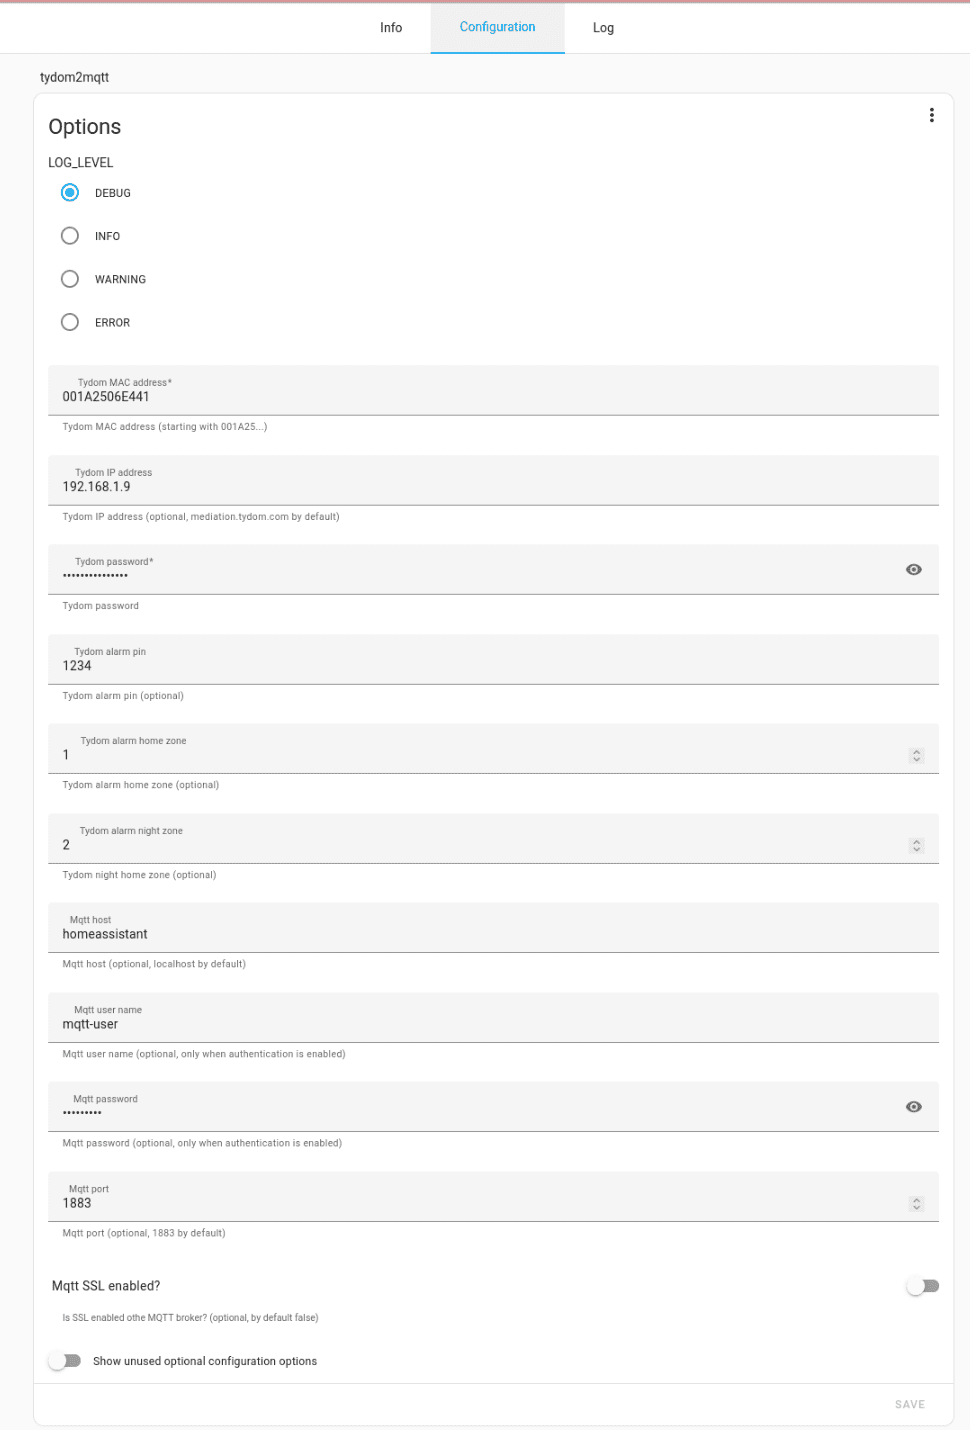 Info
Configuration
Log
tydom2mqtt
Options
LOG_LEVEL
DEBUG
INFO
WARNING
ERROR
Tydom MAC address*
001A2506E441
Tydom MAC address (starting with 001A25...)
Tydom IP address
192.168.1.9
Tydom IP address (optional, mediation.tydom.com by default)
Tydom password*
•••••••••••••••
Tydom password
Tydom alarm pin
1234
Tydom alarm pin (optional)
Tydom alarm home zone
1
Tydom alarm home zone (optional)
Tydom alarm night zone
2
Tydom night home zone (optional)
Mqtt host
homeassistant
Mqtt host (optional, localhost by default)
Mqtt user name
mqtt-user
Mqtt user name (optional, only when authentication is enabled)
Mqtt password
•••••••••
Mqtt password (optional, only when authentication is enabled)
Mqtt port
1883
Mqtt port (optional, 1883 by default)
Mqtt SSL enabled?
Is SSL enabled othe MQTT broker? (optional, by default false)
Show unused optional configuration options
SAVE